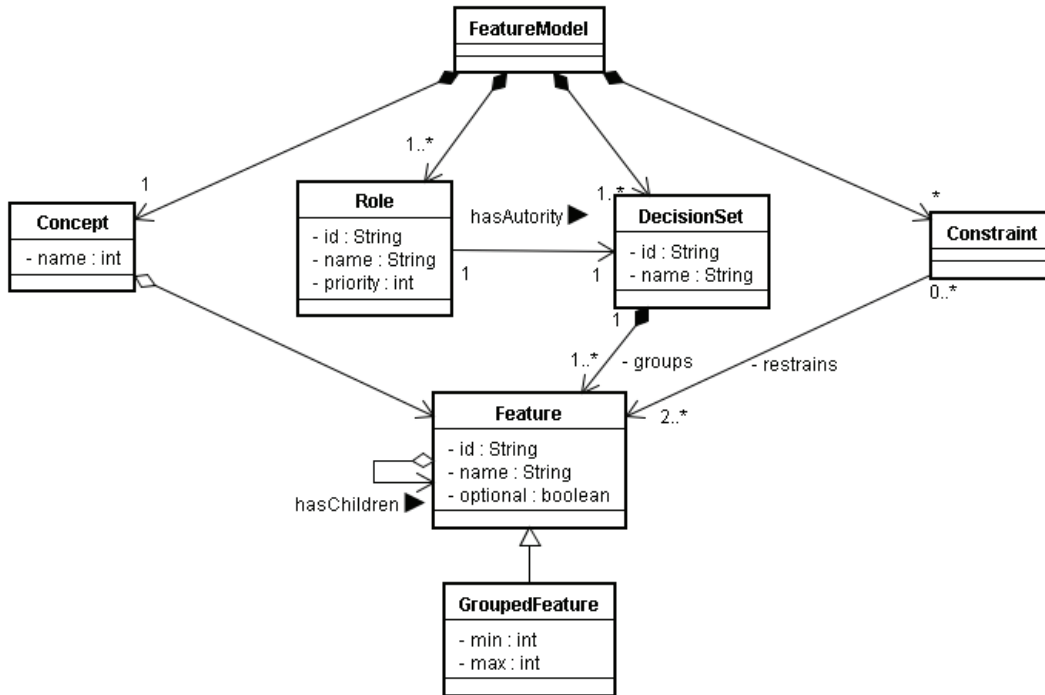 FeatureModel
1..*
1
1..*
*
Role
hasAutority ▶
DecisionSet
Concept
Constraint
- id : String
- name : String
- priority : int
- id : String
- name : String
- name : int
1
1
0..*
1
1..*
- groups
- restrains
Feature
2..*
- id : String
- name : String
- optional : boolean
hasChildren ▶
GroupedFeature
- min : int
- max : int